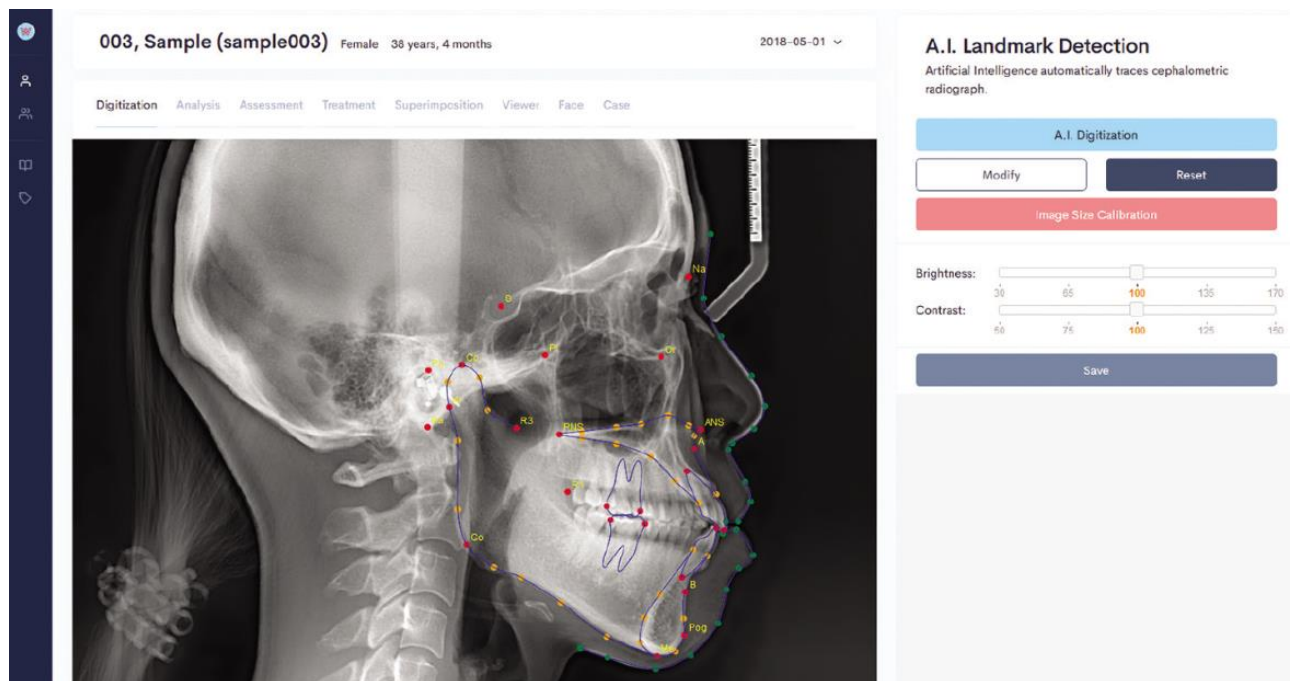 003, Sample (sample003) Female 38 years, 4 months 2018-05-01
Digitization Analysis Assessment Treatment Superimposition Viewer Face Case
Na
Or
R3
PNS
ANS
A
Go
B
Pog
Me
A.I. Landmark Detection
Artificial Intelligence automatically traces cephalometric
radiograph.
A.I. Digitization
Modify Reset
Image Size Calibration
Brightness:
30 65 100 135 170
Contrast:
50 75 100 125 150
Save